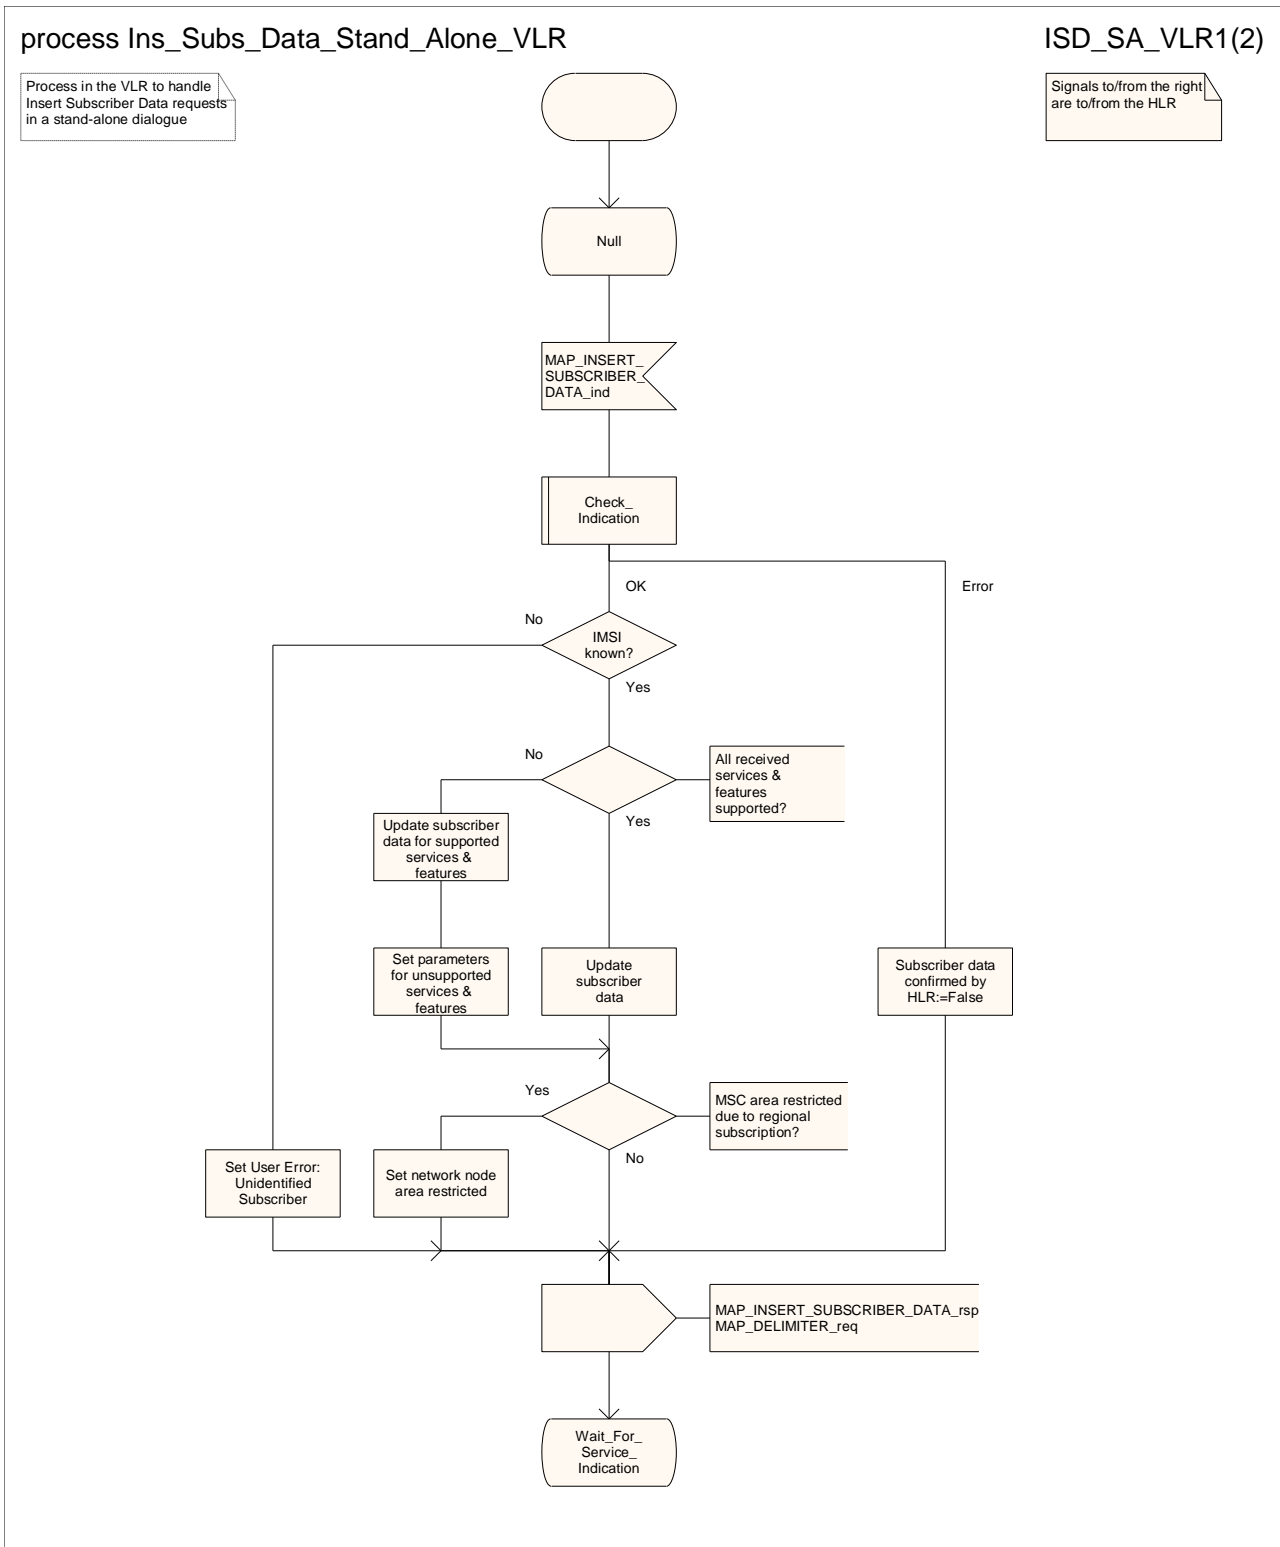 process Ins_Subs_Data_Stand_Alone_VLR
ISD_SA_VLR1(2)
Process in the VLR to handle
Insert Subscriber Data requests
in a stand-alone dialogue
Signals to/from the right
are to/from the HLR
Null
MAP_INSERT_
SUBSCRIBER_
DATA_ind
Check_
Indication
OK
Error
No
IMSI
known?
Yes
No
All received
services &
features
supported?
Yes
Update subscriber
data for supported
services &
features
Set parameters
for unsupported
services &
features
Update
subscriber
data
Subscriber data
confirmed by
HLR:=False
Yes
MSC area restricted
due to regional
subscription?
No
Set User Error:
Unidentified
Subscriber
Set network node
area restricted
MAP_INSERT_SUBSCRIBER_DATA_rsp
MAP_DELIMITER_req
Wait_For_
Service_
Indication